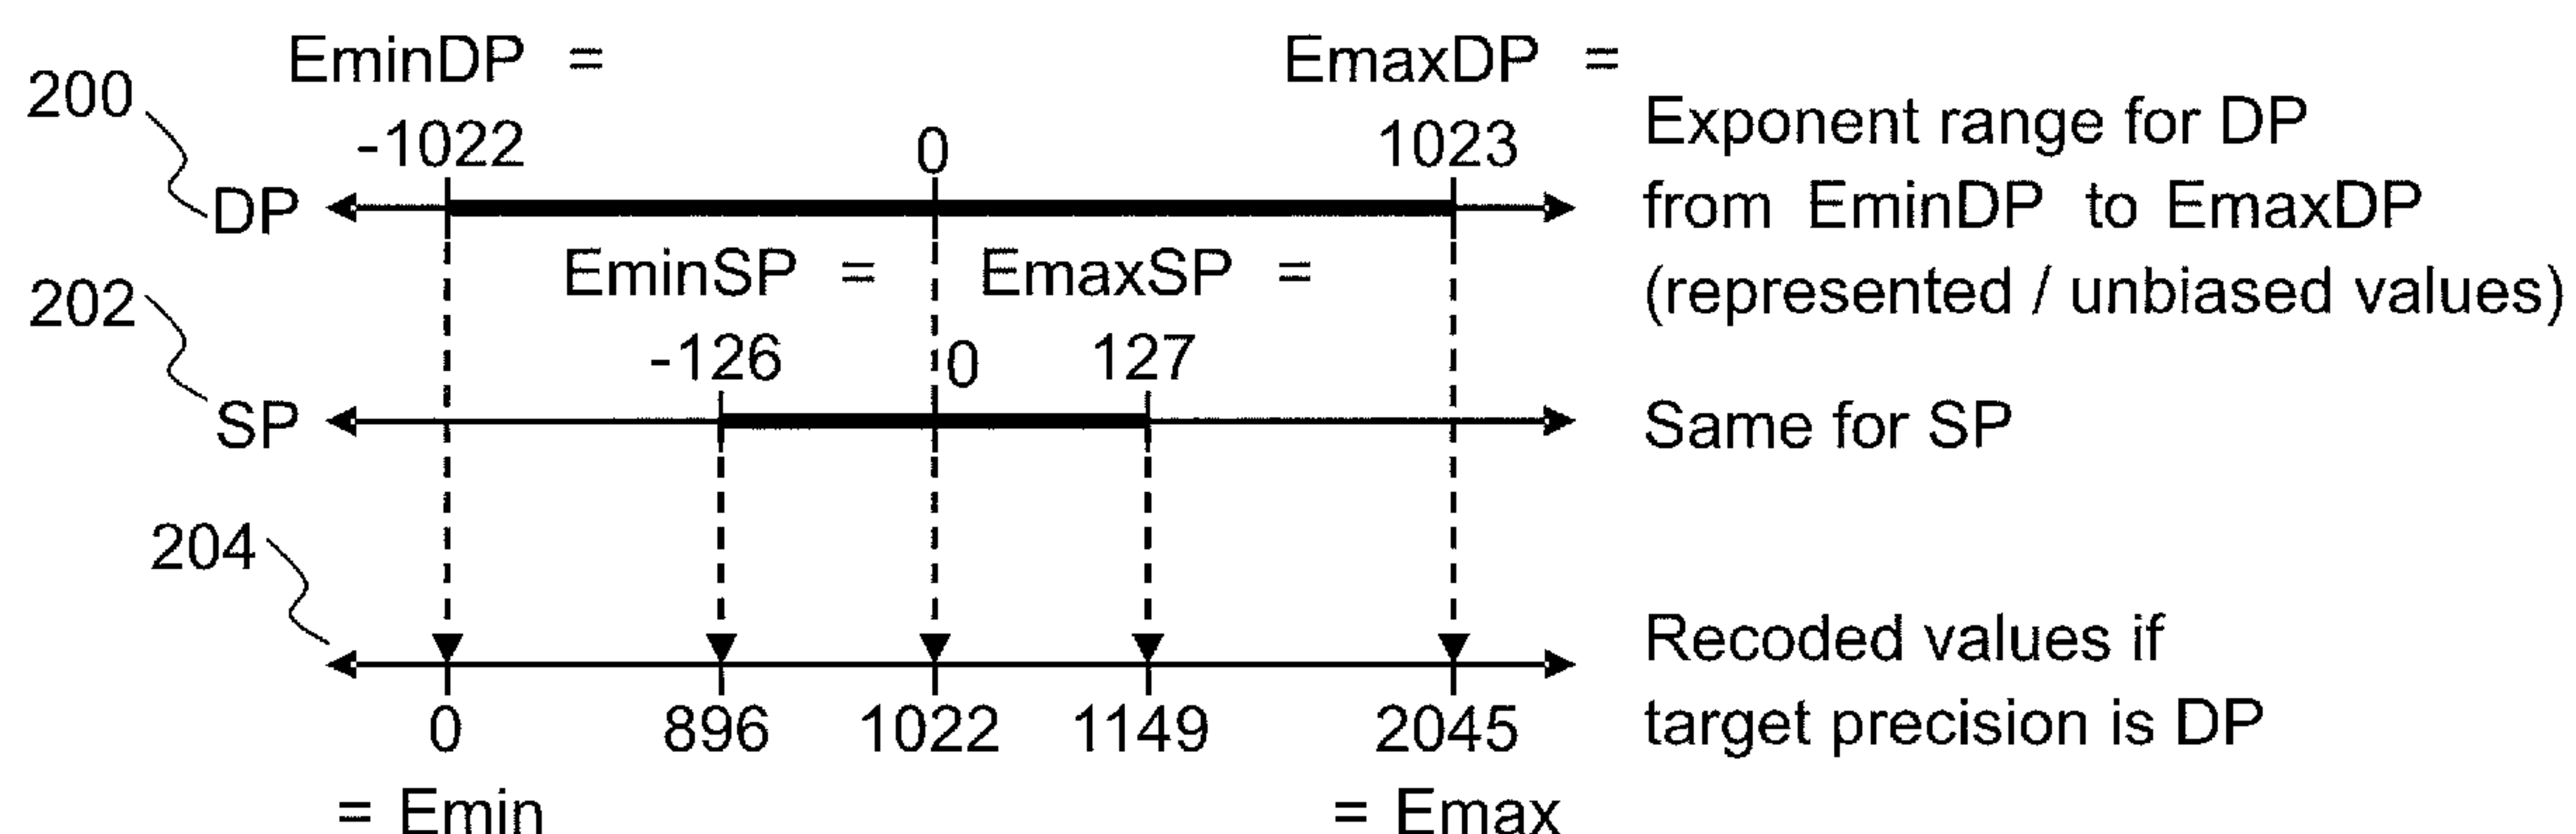 EminDP = EmaxDP =
200
-1022 0 1023
Exponent range for DP
DP
from EminDP to EmaxDP
EminSP = EmaxSP =
(represented / unbiased values)
202
-126 0 127
SP
Same for SP
204
Recoded values if
0 896 1022 1149 2045
target precision is DP
= Emin = Emax